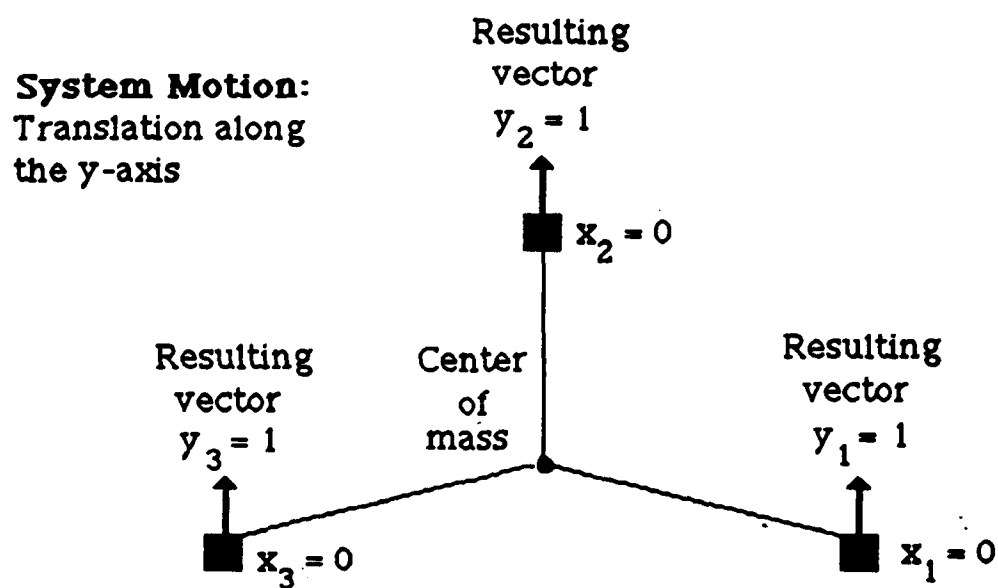 System Motion:
Translation along
the y-axis
Resulting
vector
y₂ = 1
x₂ = 0
Resulting
vector
y₃ = 1
Center
of
mass
Resulting
vector
y₁ = 1
x₃ = 0
x₁ = 0